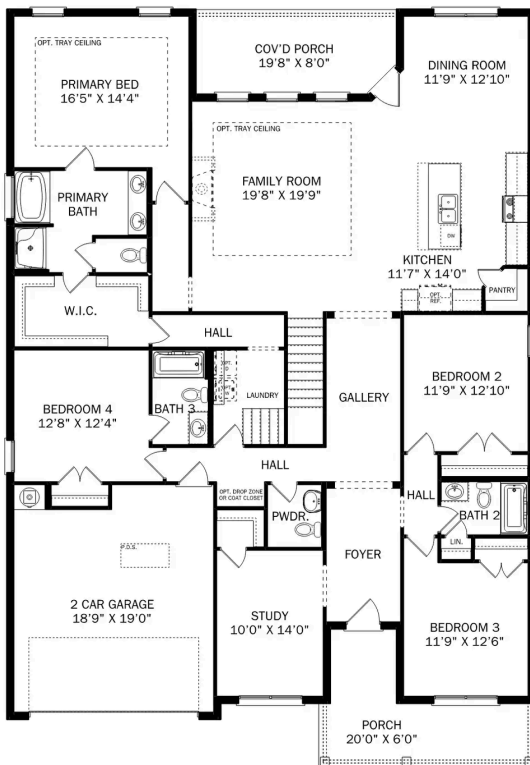 OPT. TRAY CEILING
PRIMARY BED
16'5" X 14'4"
COV'D PORCH
19'8" X 8'0"
DINING ROOM
11'9" X 12'10"
OPT. TRAY CEILING
FAMILY ROOM
19'8" X 19'9"
PRIMARY
BATH
DW
KITCHEN
11'7" X 14'0"
OPT.
REF.
PANTRY
W.I.C.
HALL
BEDROOM 4
12'8" X 12'4"
BATH 3
OPT.
LAUNDRY
GALLERY
BEDROOM 2
11'9" X 12'10"
HALL
OPT. DROP ZONE
OR COAT CLOSET
PWDR.
HALL
BATH 2
LIN.
FOYER
P.D.S.
2 CAR GARAGE
18'9" X 19'0"
STUDY
10'0" X 14'0"
BEDROOM 3
11'9" X 12'6"
PORCH
20'0" X 6'0"